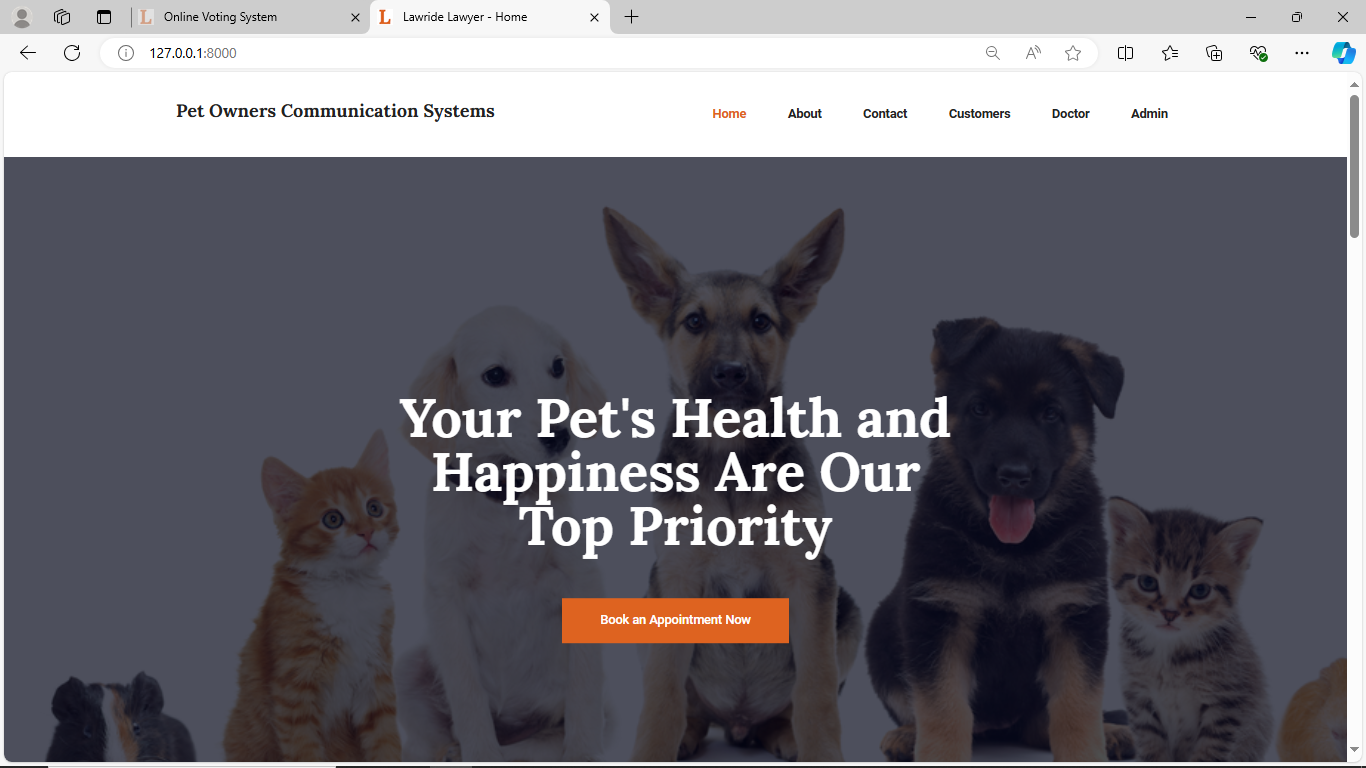 L Online Voting System
L Lawride Lawyer - Home
127.0.0.1:8000
Pet Owners Communication Systems
Home About Contact Customers Doctor Admin
Your Pet's Health and
Happiness Are Our
Top Priority
Book an Appointment Now